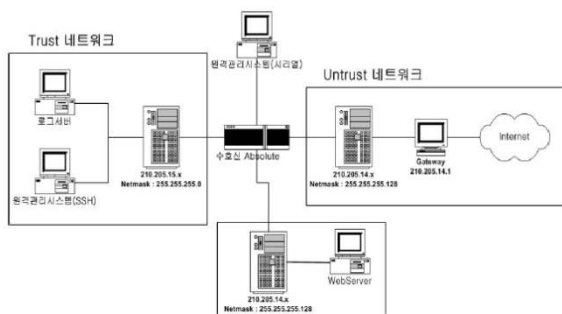 Trust 네트워크
원격관리시스템(시리얼)
Untrust 네트워크
로그서버
원격관리시스템(SSH)
210.205.15.x
Netmask : 255.255.255.0
수호신 Absolute
210.205.14.x
Netmask : 255.255.255.128
Gateway
210.205.14.1
Internet
210.205.14.x
Netmask : 255.255.255.128
WebServer